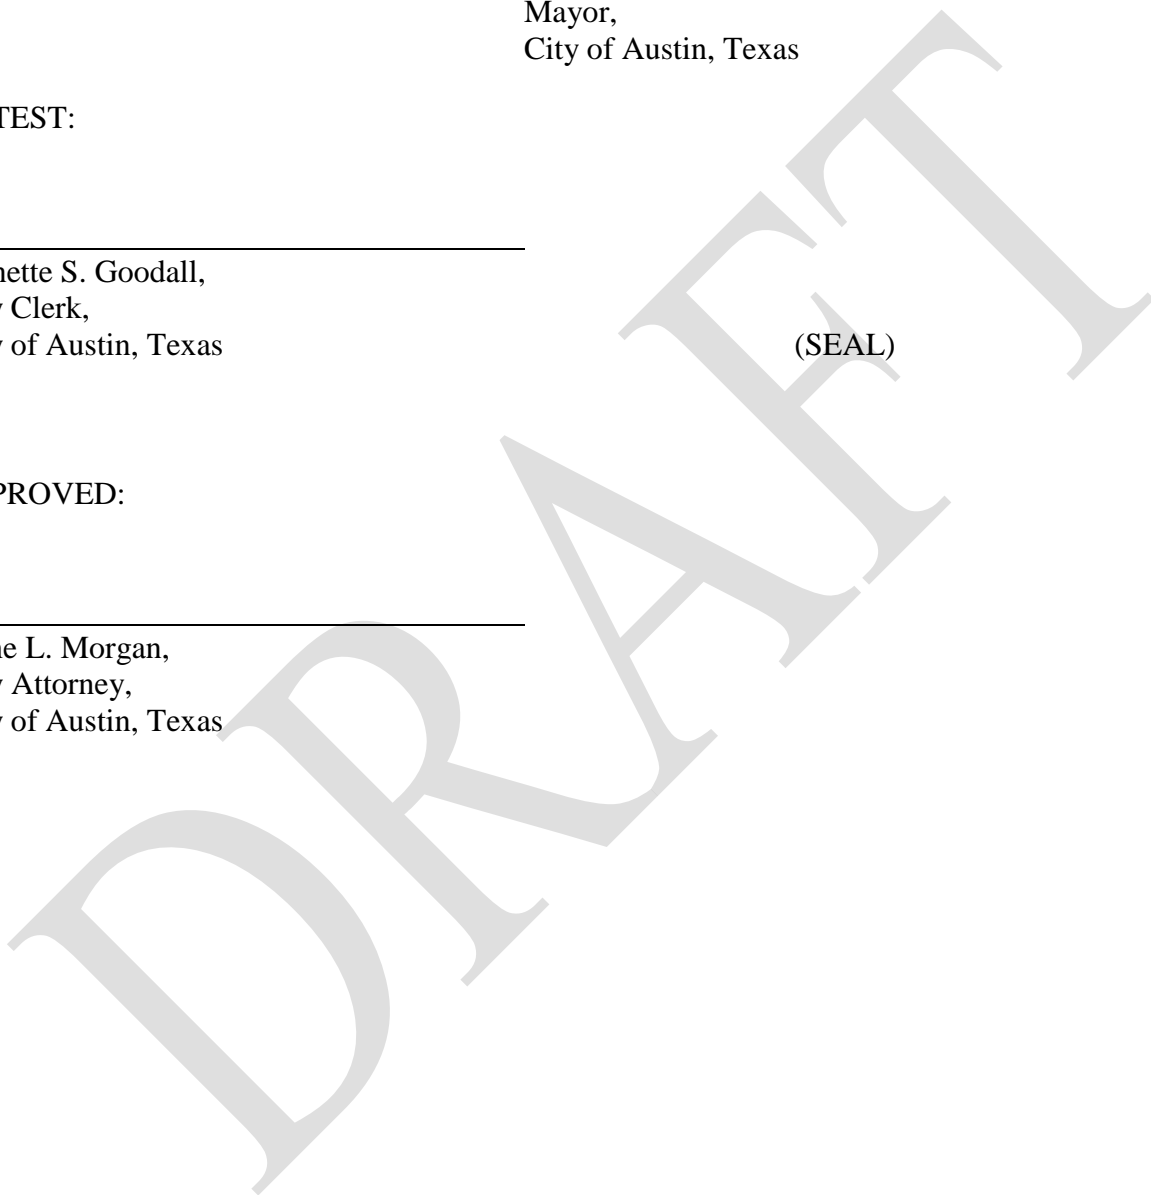 Mayor,
City of Austin, Texas
TEST:
nette S. Goodall,
y Clerk,
y of Austin, Texas
(SEAL)
PROVED:
ne L. Morgan,
y Attorney,
y of Austin, Texas
DRAFT